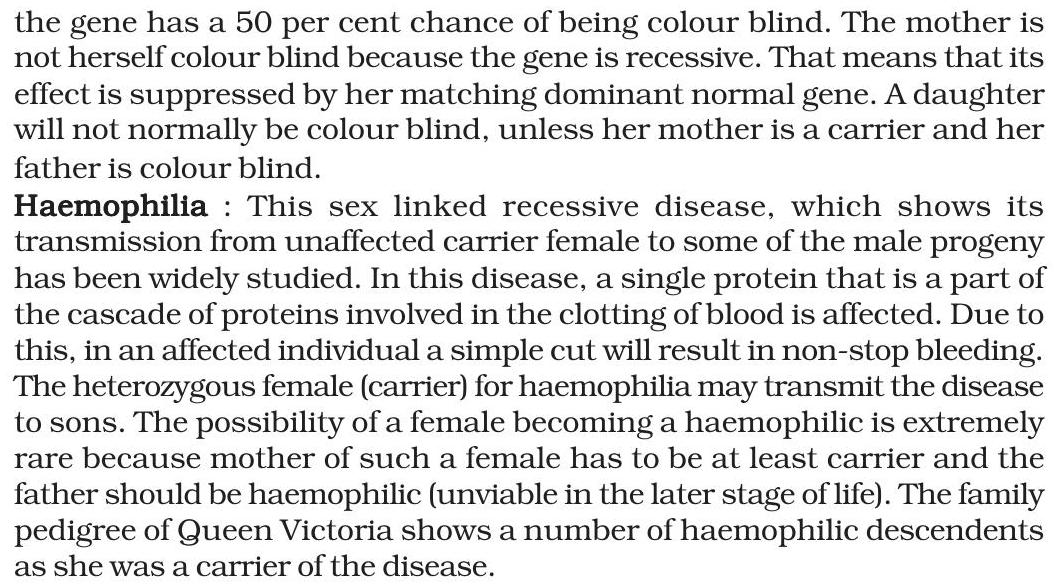 the gene has a 50 per cent chance of being colour blind. The mother is
not herself colour blind because the gene is recessive. That means that its
effect is suppressed by her matching dominant normal gene. A daughter
will not normally be colour blind, unless her mother is a carrier and her
father is colour blind.
Haemophilia : This sex linked recessive disease, which shows its
transmission from unaffected carrier female to some of the male progeny
has been widely studied. In this disease, a single protein that is a part of
the cascade of proteins involved in the clotting of blood is affected. Due to
this, in an affected individual a simple cut will result in non-stop bleeding.
The heterozygous female (carrier) for haemophilia may transmit the disease
to sons. The possibility of a female becoming a haemophilic is extremely
rare because mother of such a female has to be at least carrier and the
father should be haemophilic (unviable in the later stage of life). The family
pedigree of Queen Victoria shows a number of haemophilic descendents
as she was a carrier of the disease.